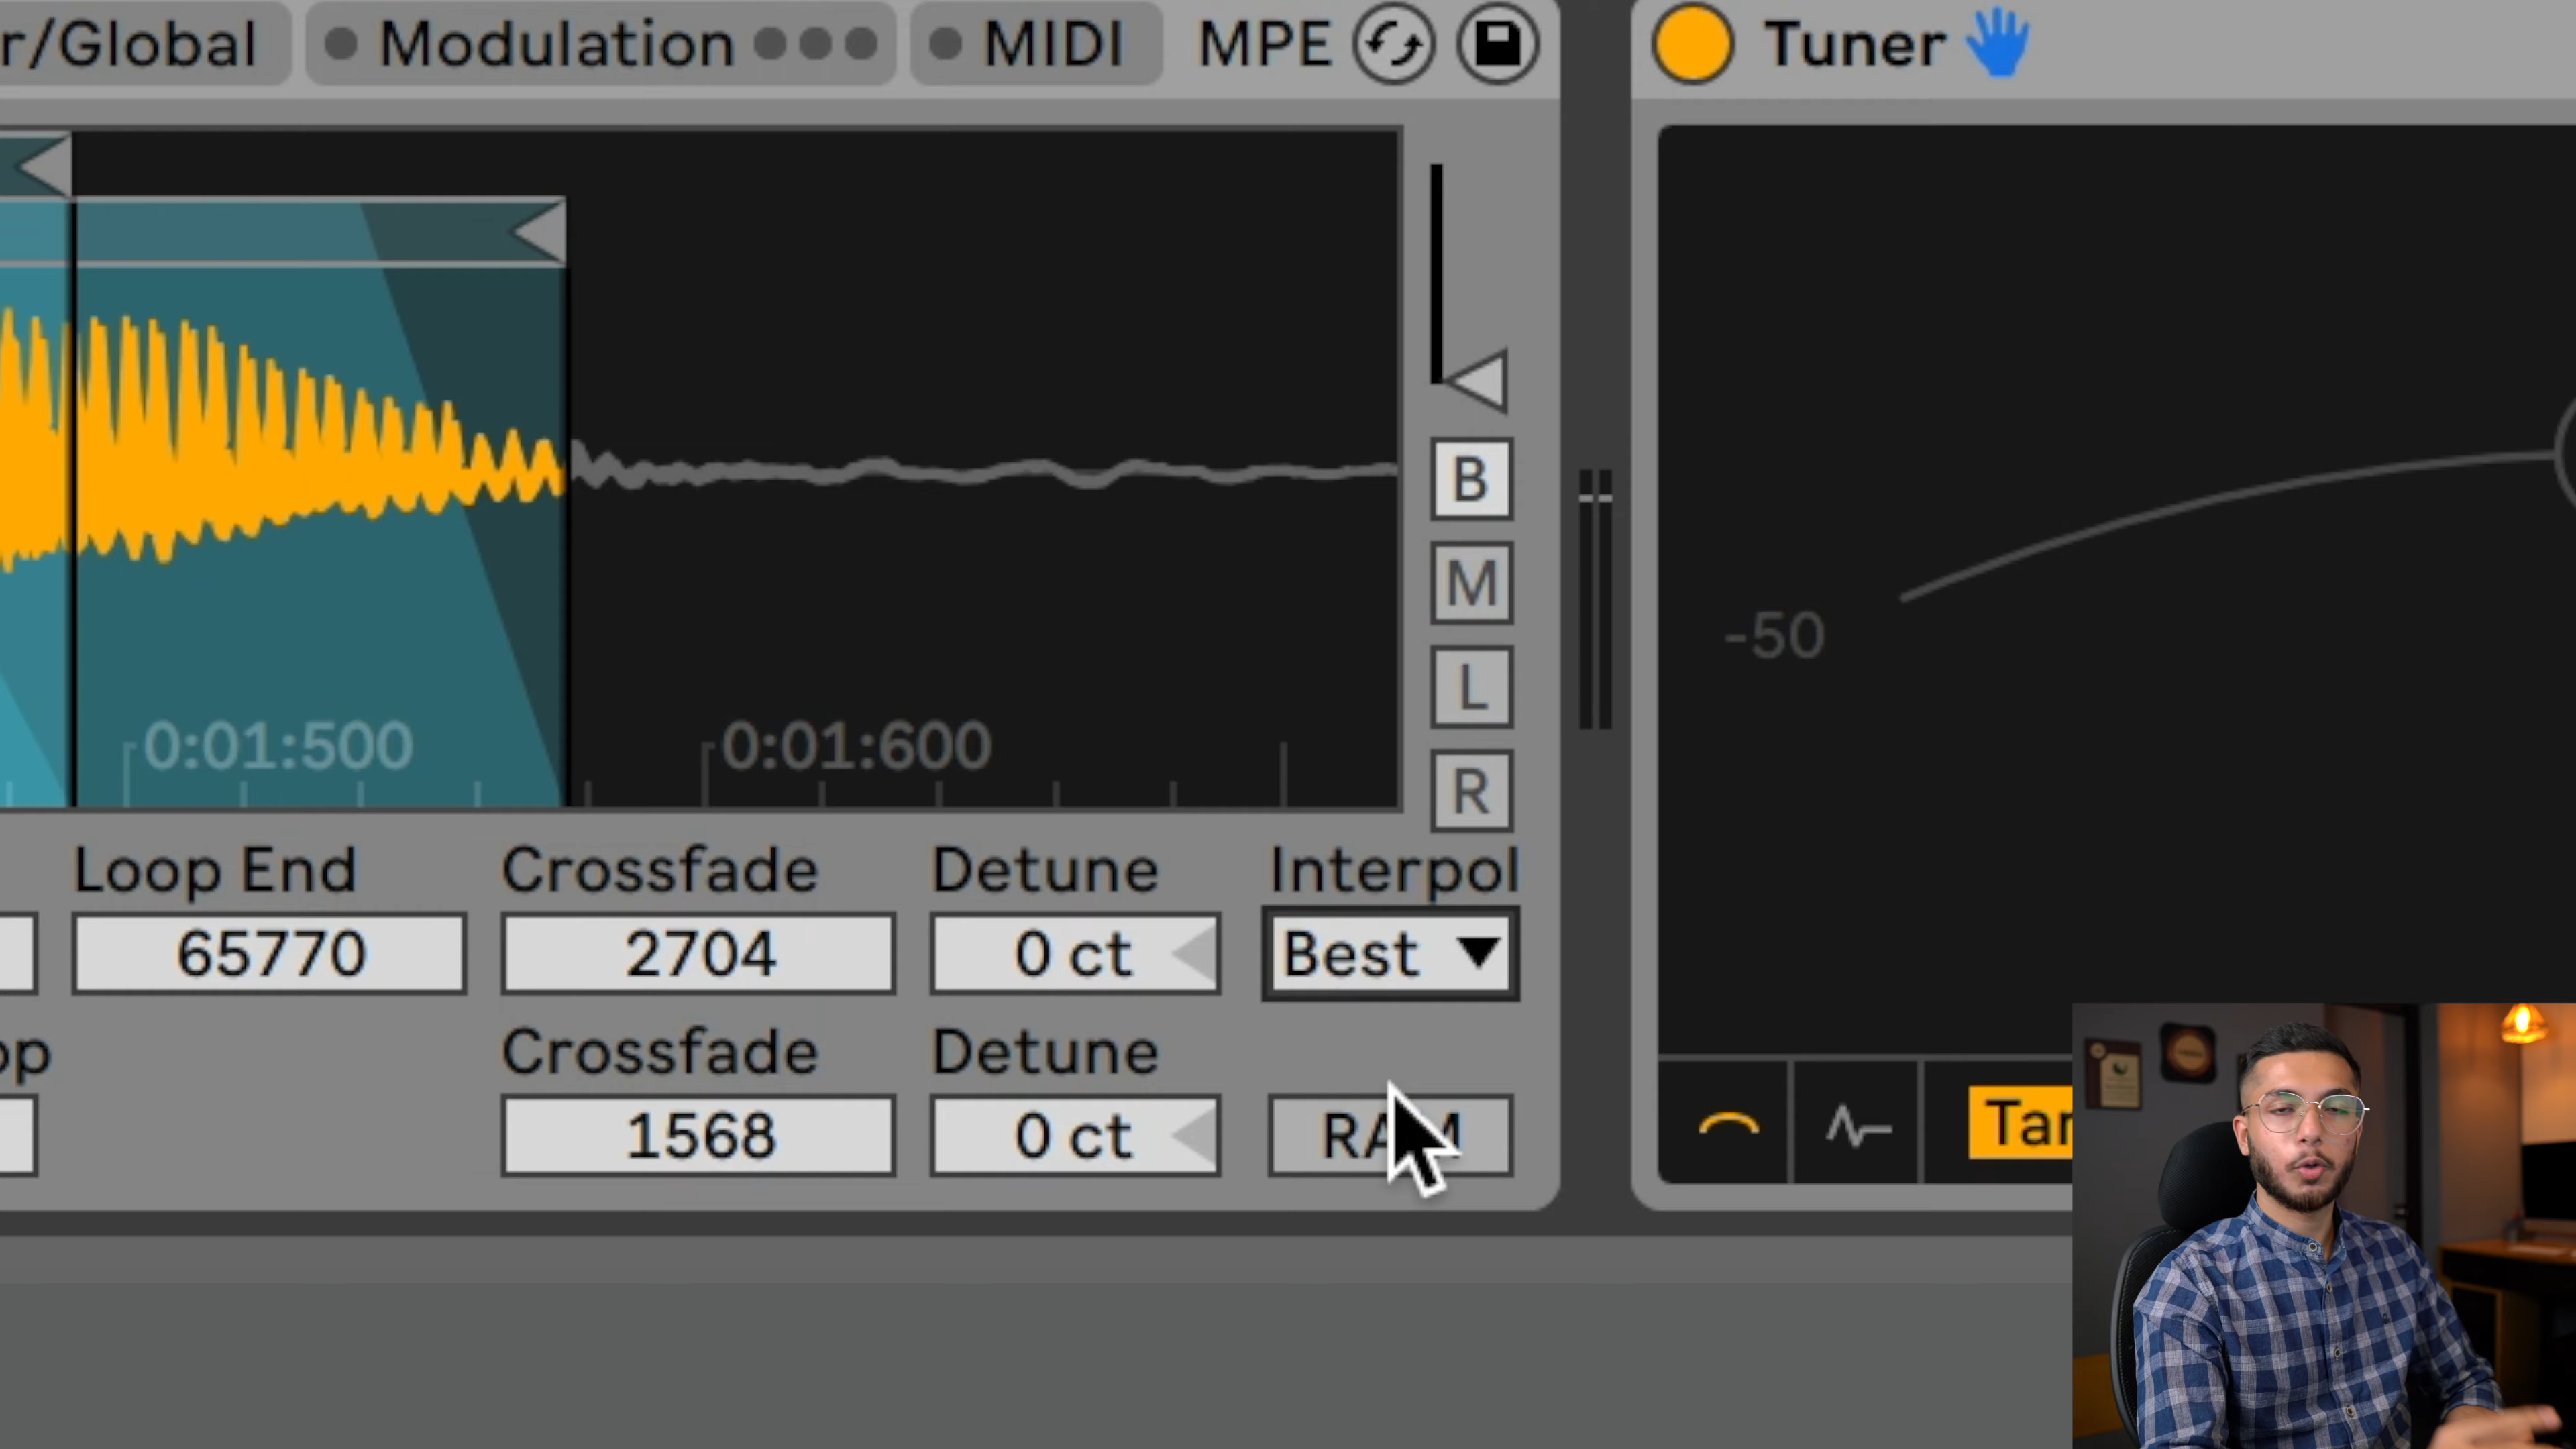 r/Global Modulation MIDI MPE Tuner
B
M
L
R
-50
0:01:500 0:01:600
Loop End Crossfade Detune Interpol
65770 2704 0 ct Best
op Crossfade Detune
1568 0 ct RAM
Tar